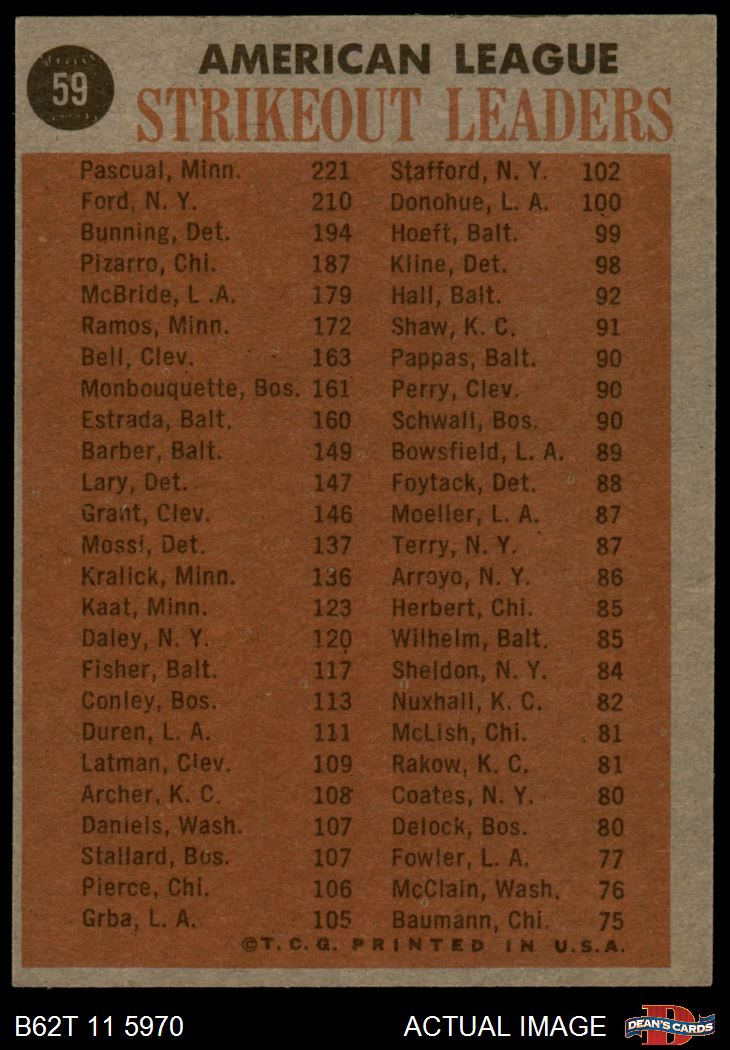 59
AMERICAN LEAGUE
STRIKEOUT LEADERS
Pascual, Minn. 221
Ford, N. Y. 210
Bunning, Det. 194
Pizarro, Chi. 187
McBride, L .A. 179
Ramos, Minn. 172
Bell, Clev. 163
Monbouquette, Bos. 161
Estrada, Balt. 160
Barber, Balt. 149
Lary, Det. 147
Grant, Clev. 146
Mossi, Det. 137
Kralick, Minn. 136
Kaat, Minn. 123
Daley, N. Y. 120
Fisher, Balt. 117
Conley, Bos. 113
Duren, L. A. 111
Latman, Clev. 109
Archer, K. C. 108
Daniels, Wash. 107
Stallard, Bos. 107
Pierce, Chi. 106
Grba, L. A. 105
Stafford, N. Y. 102
Donohue, L. A. 100
Hoeft, Balt. 99
Kline, Det. 98
Hall, Balt. 92
Shaw, K. C. 91
Pappas, Balt. 90
Perry, Clev. 90
Schwall, Bos. 90
Bowsfield, L. A. 89
Foytack, Det. 88
Moeller, L. A. 87
Terry, N. Y. 87
Arroyo, N. Y. 86
Herbert, Chi. 85
Wilhelm, Balt. 85
Sheldon, N. Y. 84
Nuxhall, K. C. 82
McLish, Chi. 81
Rakow, K. C. 81
Coates, N. Y. 80
Delock, Bos. 80
Fowler, L. A. 77
McClain, Wash. 76
Baumann, Chi. 75
©T. C. G. PRINTED IN U.S.A.
B62T 11 5970
ACTUAL IMAGE
D
DEAN'S CARDS